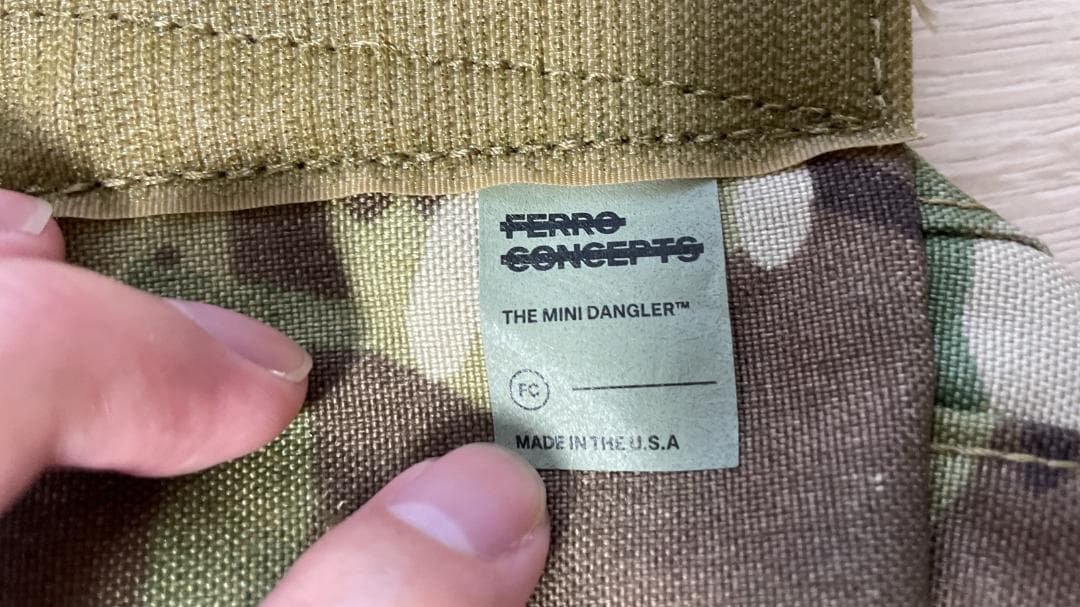 FERRO
CONCEPTS
THE MINI DANGLER™
FC
MADE IN THE U.S.A